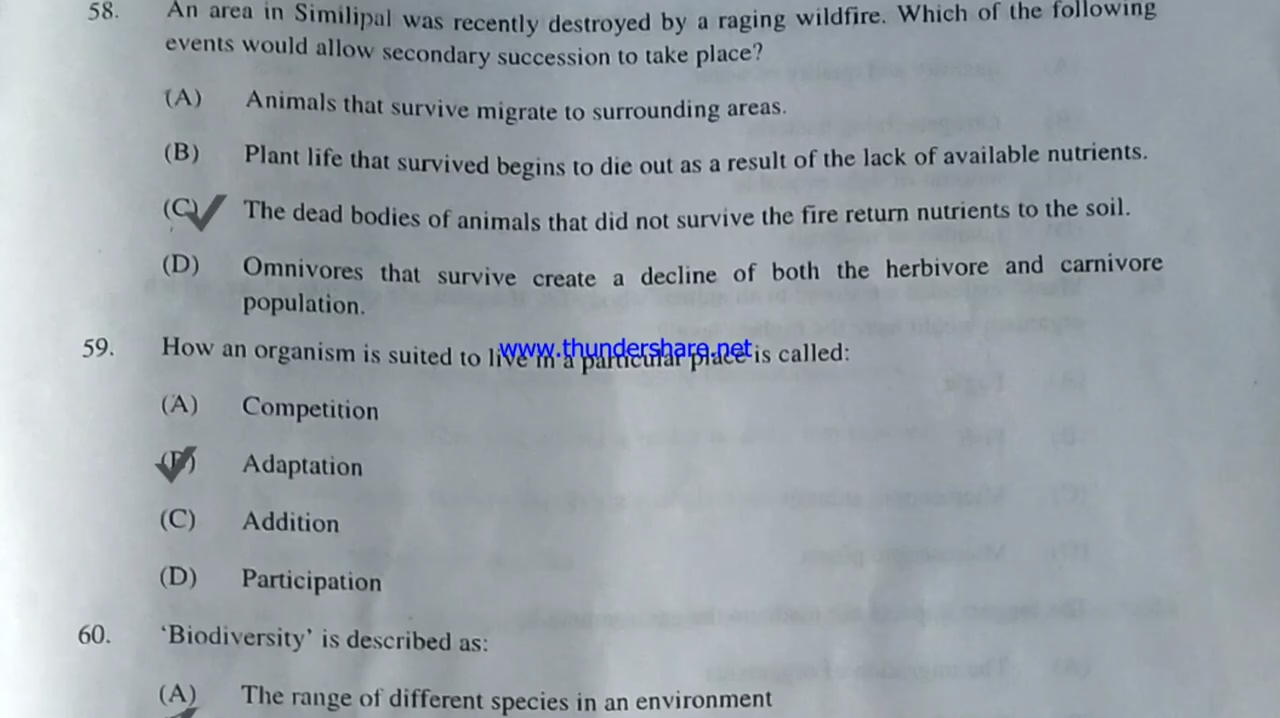 58. An area in Similipal was recently destroyed by a raging wildfire. Which of the following
events would allow secondary succession to take place?
(A) Animals that survive migrate to surrounding areas.
(B) Plant life that survived begins to die out as a result of the lack of available nutrients.
(C) The dead bodies of animals that did not survive the fire return nutrients to the soil.
(D) Omnivores that survive create a decline of both the herbivore and carnivore
population.
59. How an organism is suited to live in a particular place is called:
www.thundershare.net
(A) Competition
(B) Adaptation
(C) Addition
(D) Participation
60. 'Biodiversity' is described as:
(A) The range of different species in an environment